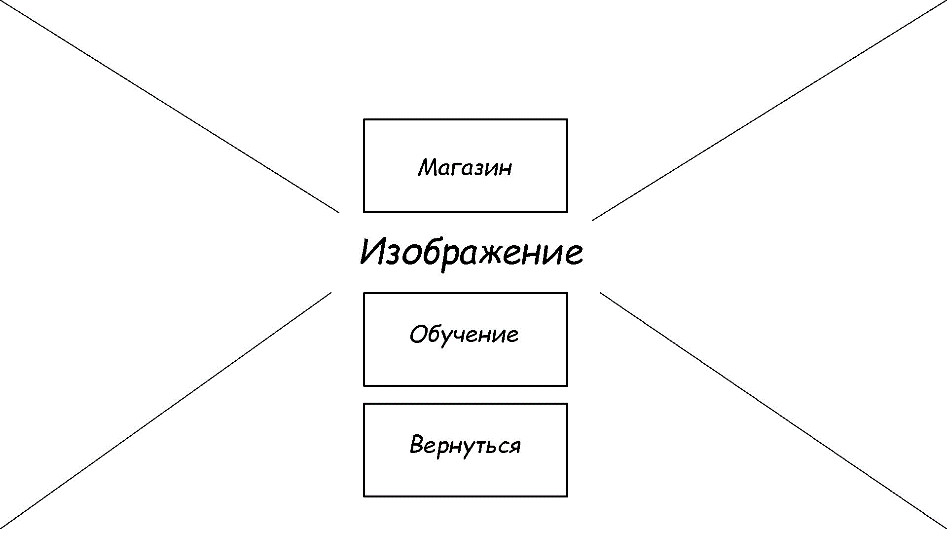 Магазин
Изображение
Обучение
Вернуться